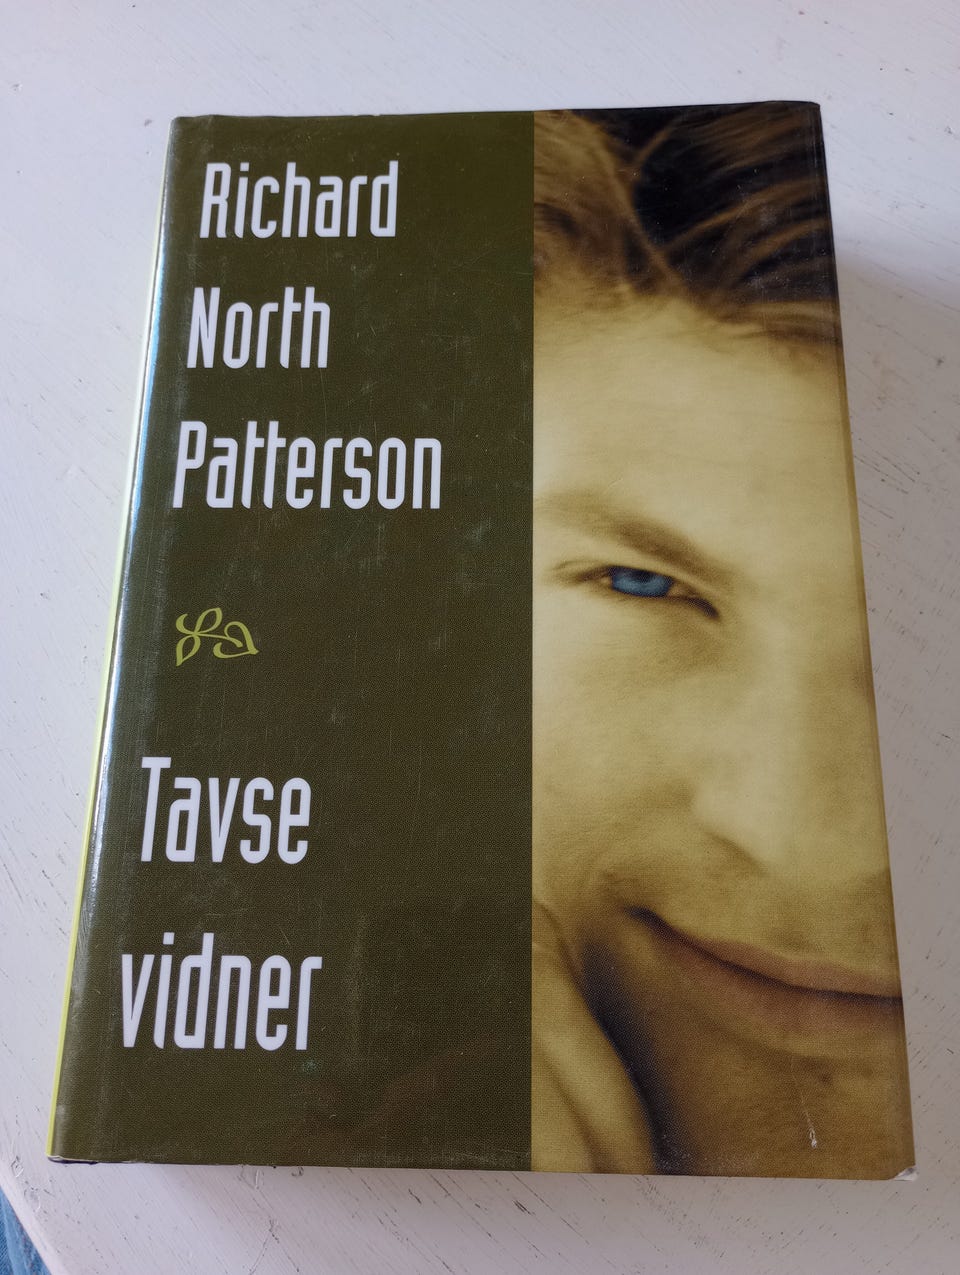 Richard
North
Patterson
Tavse
vidner